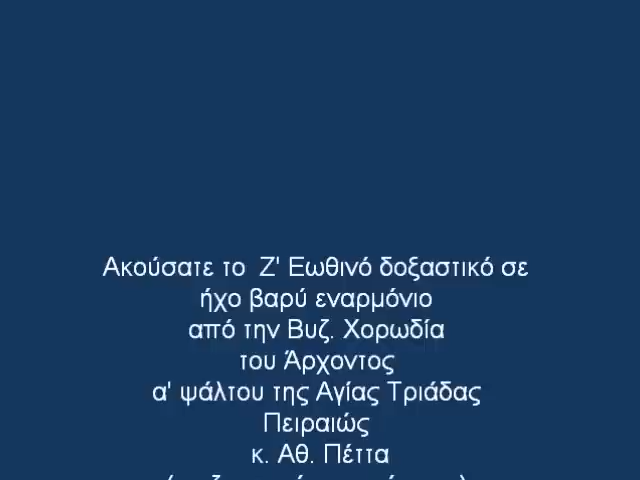 Ακούσατε το  Ζ' Εωθινό δοξαστικό σε
ήχο βαρύ εναρμόνιο
από την Βυζ. Χορωδία
του Άρχοντος
α' ψάλτου της Αγίας Τριάδας
Πειραιώς
κ. Αθ. Πέττα